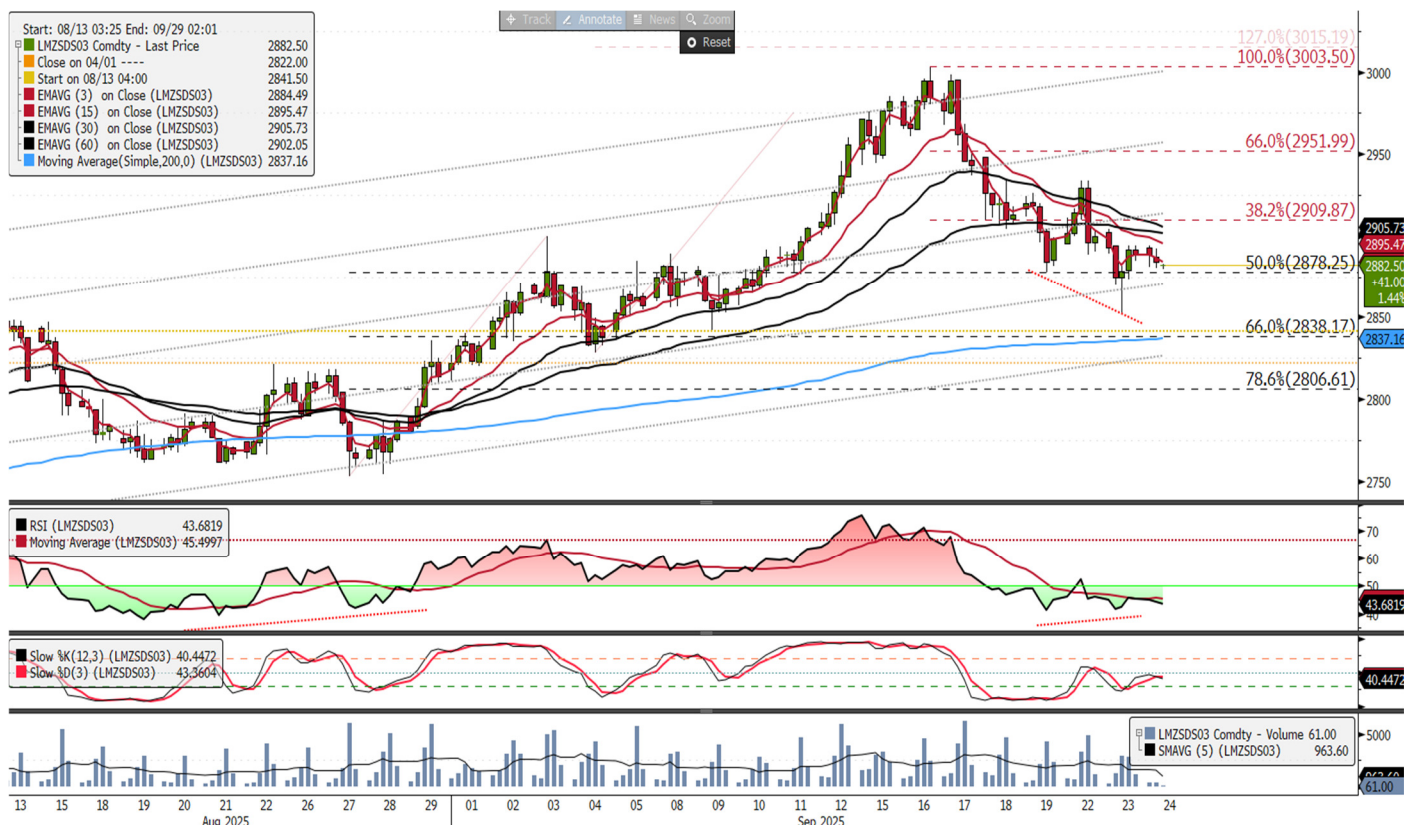 Track Annotate News Zoom
Reset
Start: 08/13 03:25 End: 09/29 02:01
LMZSDS03 Comdty - Last Price 2882.50
Close on 04/01 ---- 2822.00
Start on 08/13 04:00 2841.50
EMAVG (3) on Close (LMZSDS03) 2884.49
EMAVG (15) on Close (LMZSDS03) 2895.47
EMAVG (30) on Close (LMZSDS03) 2905.73
EMAVG (60) on Close (LMZSDS03) 2902.05
Moving Average(Simple,200,0) (LMZSDS03) 2837.16
127.0%(3015.19)
100.0%(3003.50)
66.0%(2951.99)
38.2%(2909.87)
50.0%(2878.25)
66.0%(2838.17)
78.6%(2806.61)
3000
2950
2905.73
2895.47
2882.50
+41.00
1.44%
2850
2837.16
2800
2750
RSI (LMZSDS03) 43.6819
Moving Average (LMZSDS03) 45.4997
70
60
50
43.6819
40
Slow %K(12,3) (LMZSDS03) 40.4472
Slow %D(3) (LMZSDS03) 43.3604
40.4472
LMZSDS03 Comdty - Volume 61.00
SMAVG (5) (LMZSDS03) 963.60
5000
963.60
61.00
13 15 18 19 20 21 22 27 28 29 01 02 03 04 05 08 09 10 11 12 15 16 17 18 19 22 23 24
Aug 2025 Sep 2025